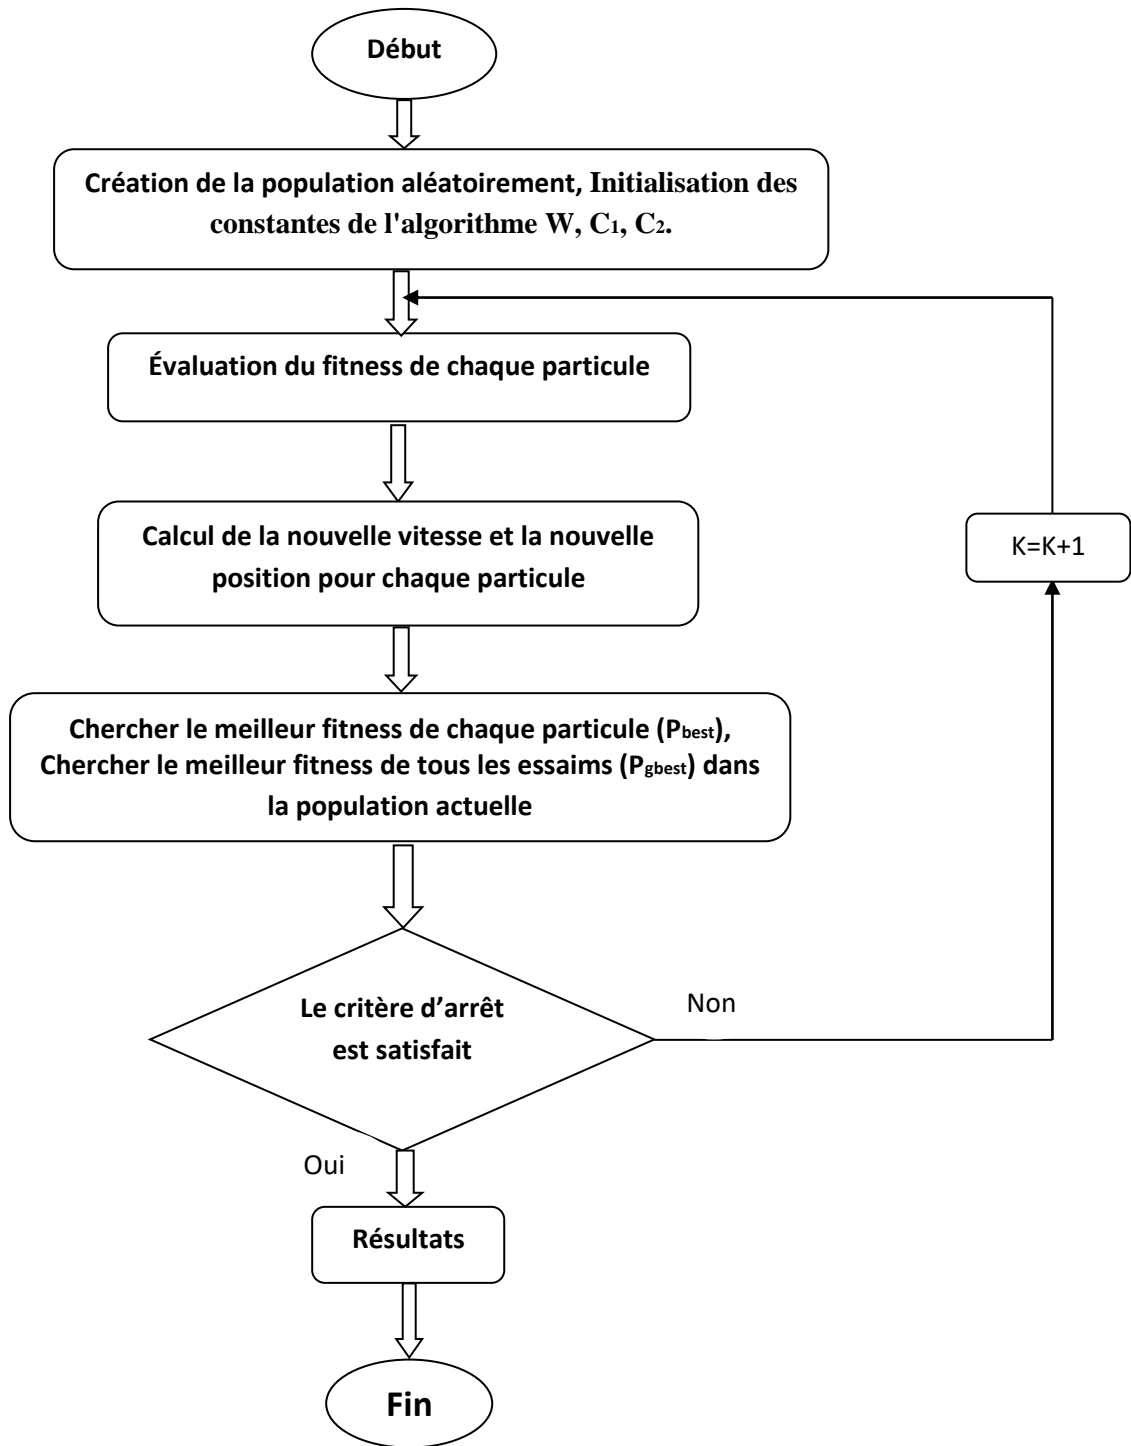 Début
Création de la population aléatoirement, Initialisation des
constantes de l'algorithme W, C₁, C₂.
Évaluation du fitness de chaque particule
Calcul de la nouvelle vitesse et la nouvelle
position pour chaque particule
K=K+1
Chercher le meilleur fitness de chaque particule (Pbest),
Chercher le meilleur fitness de tous les essaims (Pgbest) dans
la population actuelle
Le critère d’arrêt
est satisfait
Non
Oui
Résultats
Fin